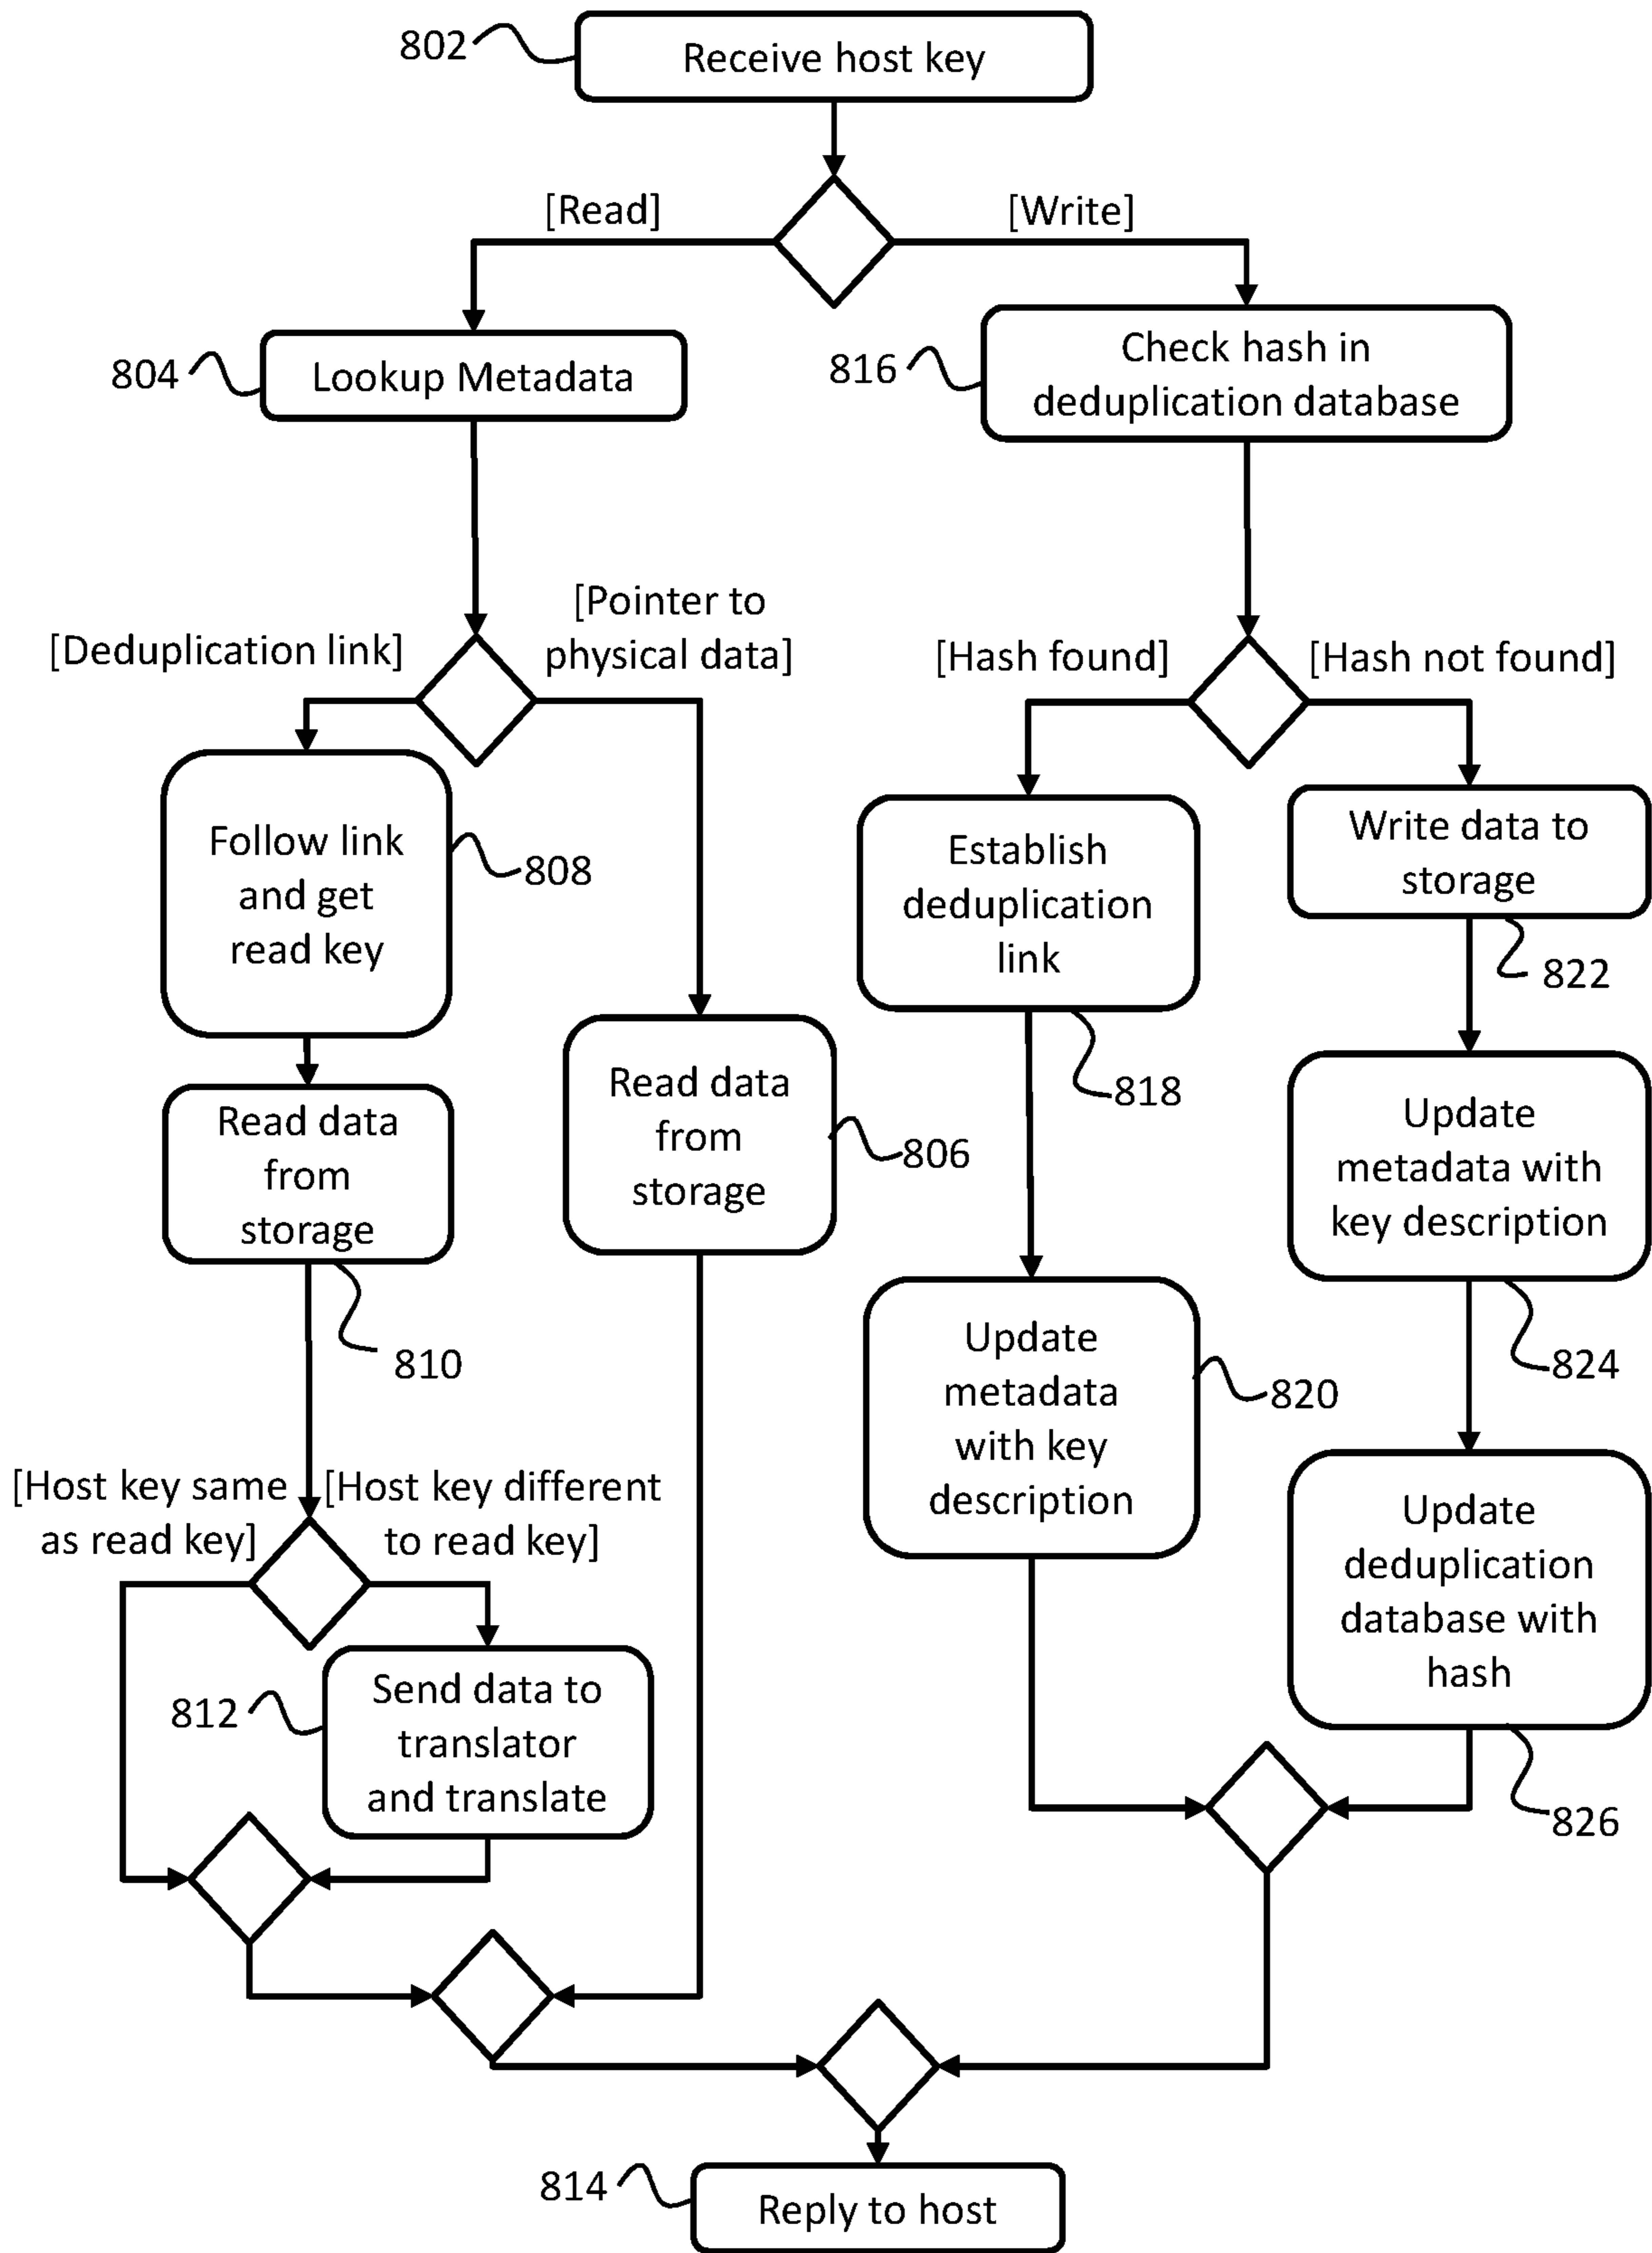 802
Receive host key
[Read]
[Write]
804
Lookup Metadata
816
Check hash in
deduplication database
[Deduplication link]
[Pointer to
physical data]
[Hash found]
[Hash not found]
Follow link
and get
read key
808
Establish
deduplication
link
818
Write data to
storage
822
Read data
from
storage
810
Read data
from
storage
806
Update
metadata with
key description
824
Update
metadata
with key
description
820
[Host key same
as read key]
[Host key different
to read key]
Update
deduplication
database with
hash
826
812
Send data to
translator
and translate
814
Reply to host